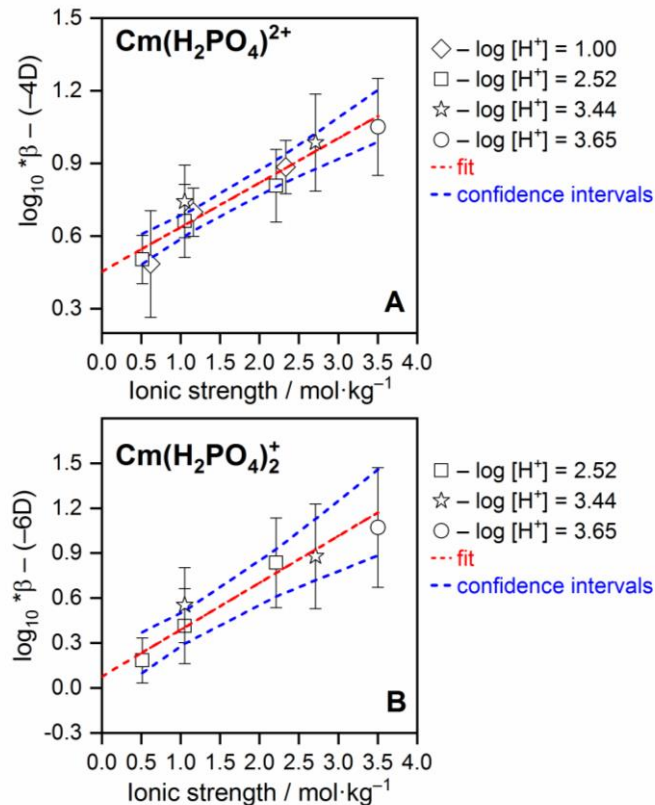 Cm(H₂PO₄)²⁺
◇ – log [H⁺] = 1.00
□ – log [H⁺] = 2.52
☆ – log [H⁺] = 3.44
○ – log [H⁺] = 3.65
fit
confidence intervals
log₁₀ *β – (–4D)
1.5
1.2
0.9
0.6
0.3
A
0.0 0.5 1.0 1.5 2.0 2.5 3.0 3.5 4.0
Ionic strength / mol·kg⁻¹
Cm(H₂PO₄)₂⁺
□ – log [H⁺] = 2.52
☆ – log [H⁺] = 3.44
○ – log [H⁺] = 3.65
fit
confidence intervals
log₁₀ *β – (–6D)
1.5
1.2
0.9
0.6
0.3
0.0
-0.3
B
0.0 0.5 1.0 1.5 2.0 2.5 3.0 3.5 4.0
Ionic strength / mol·kg⁻¹